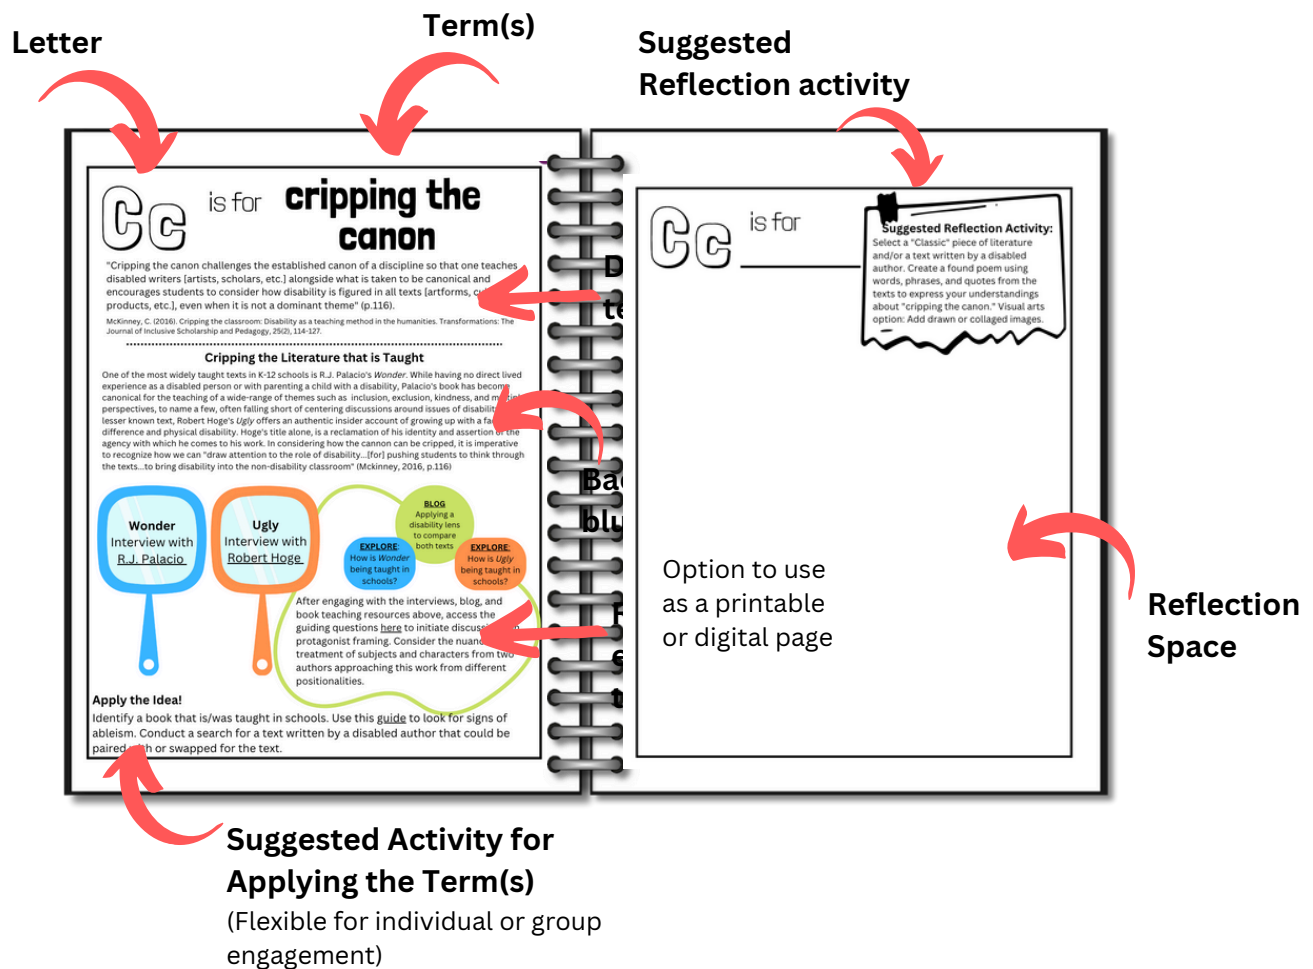 Letter
Term(s)
Suggested
Reflection activity
Cc is for cripping the
canon
"Cripping the canon challenges the established canon of a discipline so that one teaches
disabled writers [artists, scholars, etc.] alongside what is taken to be canonical and
encourages students to consider how disability is figured in all texts [artforms,
products, etc.], even when it is not a dominant theme" (p.116).
McKinney, C. (2016). Cripping the classroom: Disability as a teaching method in the humanities. Transformations: The
Journal of Inclusive Scholarship and Pedagogy, 25(2), 114-127.
Cripping the Literature that is Taught
One of the most widely taught texts in K-12 schools is R.J. Palacio's Wonder. While having no direct lived
experience as a disabled person or with parenting a child with a disability, Palacio's book has become
canonical for the teaching of a wide-range of themes such as inclusion, exclusion, kindness, and
perspectives, to name a few, often falling short of centering discussions around issues of
lesser known text, Robert Hoge's Ugly offers an authentic insider account of growing up with a
difference and physical disability. Hoge's title alone, is a reclamation of his identity and assertion of the
agency with which he comes to his work. In considering how the cannon can be cripped, it is imperative
to recognize how we can "draw attention to the role of disability...[for] pushing students to think through
the texts...to bring disability into the non-disability classroom" (Mckinney, 2016, p.116)
Wonder
Interview with
R.J. Palacio
Ugly
Interview with
Robert Hoge
BLOG
Applying a
disability lens
to compare
both texts
EXPLORE:
How is Wonder
being taught in
schools?
EXPLORE:
How is Ugly
being taught in
schools?
After engaging with the interviews, blog, and
book teaching resources above, access the
guiding questions here to initiate
protagonist framing. Consider the
treatment of subjects and characters from two
authors approaching this work from different
positionalities.
Apply the Idea!
Identify a book that is/was taught in schools. Use this guide to look for signs of
ableism. Conduct a search for a text written by a disabled author that could be
paired with or swapped for the text.
Cc is for
Suggested Reflection Activity:
Select a "Classic" piece of literature
and/or a text written by a disabled
author. Create a found poem using
words, phrases, and quotes from the
texts to express your understandings
about "cripping the canon." Visual arts
option: Add drawn or collaged images.
Option to use
as a printable
or digital page
Reflection
Space
Suggested Activity for
Applying the Term(s)
(Flexible for individual or group
engagement)